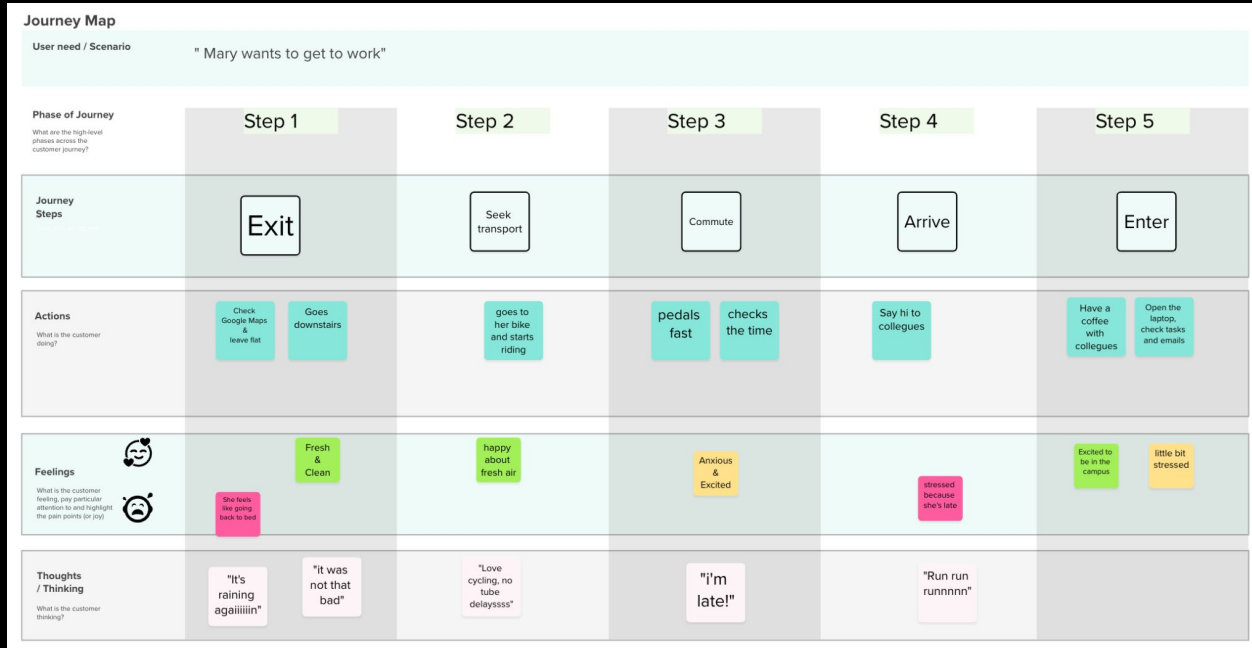 Journey Map
User need / Scenario
" Mary wants to get to work"
Phase of Journey
What are the high-level
phases across the
customer journey?
Step 1
Step 2
Step 3
Step 4
Step 5
Journey
Steps
Exit
Seek
transport
Commute
Arrive
Enter
Actions
What is the customer
doing?
Check
Google Maps
&
leave flat
Goes
downstairs
goes to
her bike
and starts
riding
pedals
fast
checks
the time
Say hi to
collegues
Have a
coffee
with
collegues
Open the
laptop,
check tasks
and emails
Feelings
What is the customer
feeling, pay particular
attention to and highlight
the pain points (or joy)
She feels
like going
back to bed
Fresh
&
Clean
happy
about
fresh air
Anxious
&
Excited
stressed
because
she's late
Excited to
be in the
campus
little bit
stressed
Thoughts
/ Thinking
What is the customer
thinking?
"It's
raining
agaiiiiiin"
"it was
not that
bad"
"Love
cycling, no
tube
delayssss"
"i'm
late!"
"Run run
runnnnn"